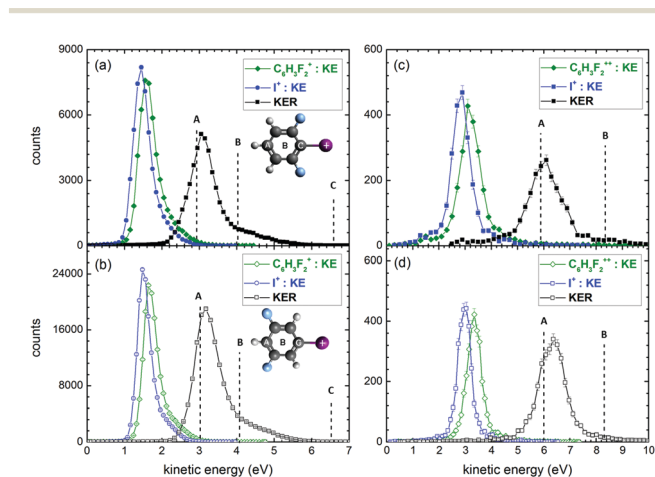 9000
6000
3000
0
counts
(a)
C₆H₃F₂⁺ : KE
I⁺ : KE
KER
A
B
C
A B C +
600
400
200
0
(c)
C₆H₃F₂⁺⁺ : KE
I⁺ : KE
KER
A
B
24000
16000
8000
0
counts
(b)
C₆H₃F₂⁺ : KE
I⁺ : KE
KER
A
B
C
A B C +
0 1 2 3 4 5 6 7
kinetic energy (eV)
600
400
200
0
(d)
C₆H₃F₂⁺⁺ : KE
I⁺ : KE
KER
A
B
0 1 2 3 4 5 6 7 8 9 10
kinetic energy (eV)